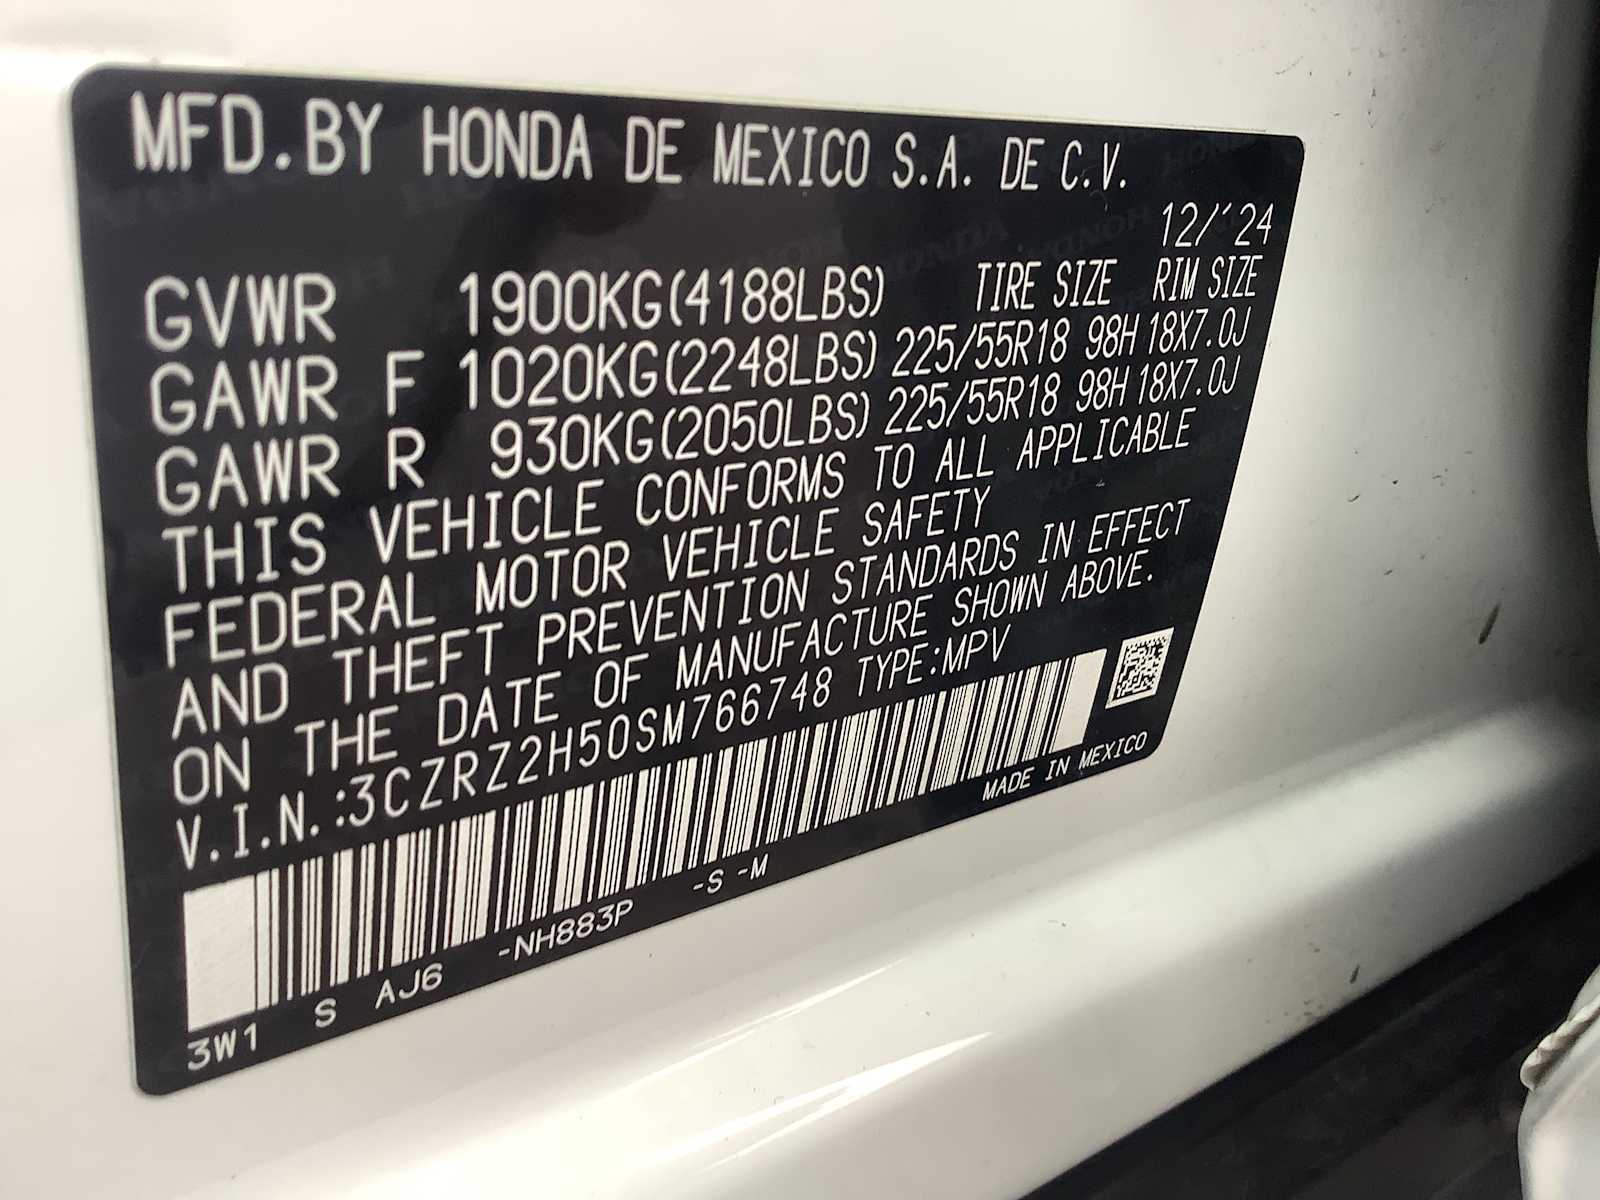 MFD.BY HONDA DE MEXICO S.A. DE C.V.
12/´24
GVWR 1900KG(4188LBS) TIRE SIZE RIM SIZE
GAWR F 1020KG(2248LBS) 225/55R18 98H 18X7.0J
GAWR R 930KG(2050LBS) 225/55R18 98H 18X7.0J
THIS VEHICLE CONFORMS TO ALL APPLICABLE
FEDERAL MOTOR VEHICLE SAFETY
AND THEFT PREVENTION STANDARDS IN EFFECT
ON THE DATE OF MANUFACTURE SHOWN ABOVE.
V.I.N.:3CZRZ2H50SM766748 TYPE:MPV
MADE IN MEXICO
3W1 S AJ6 -NH883P -S -M